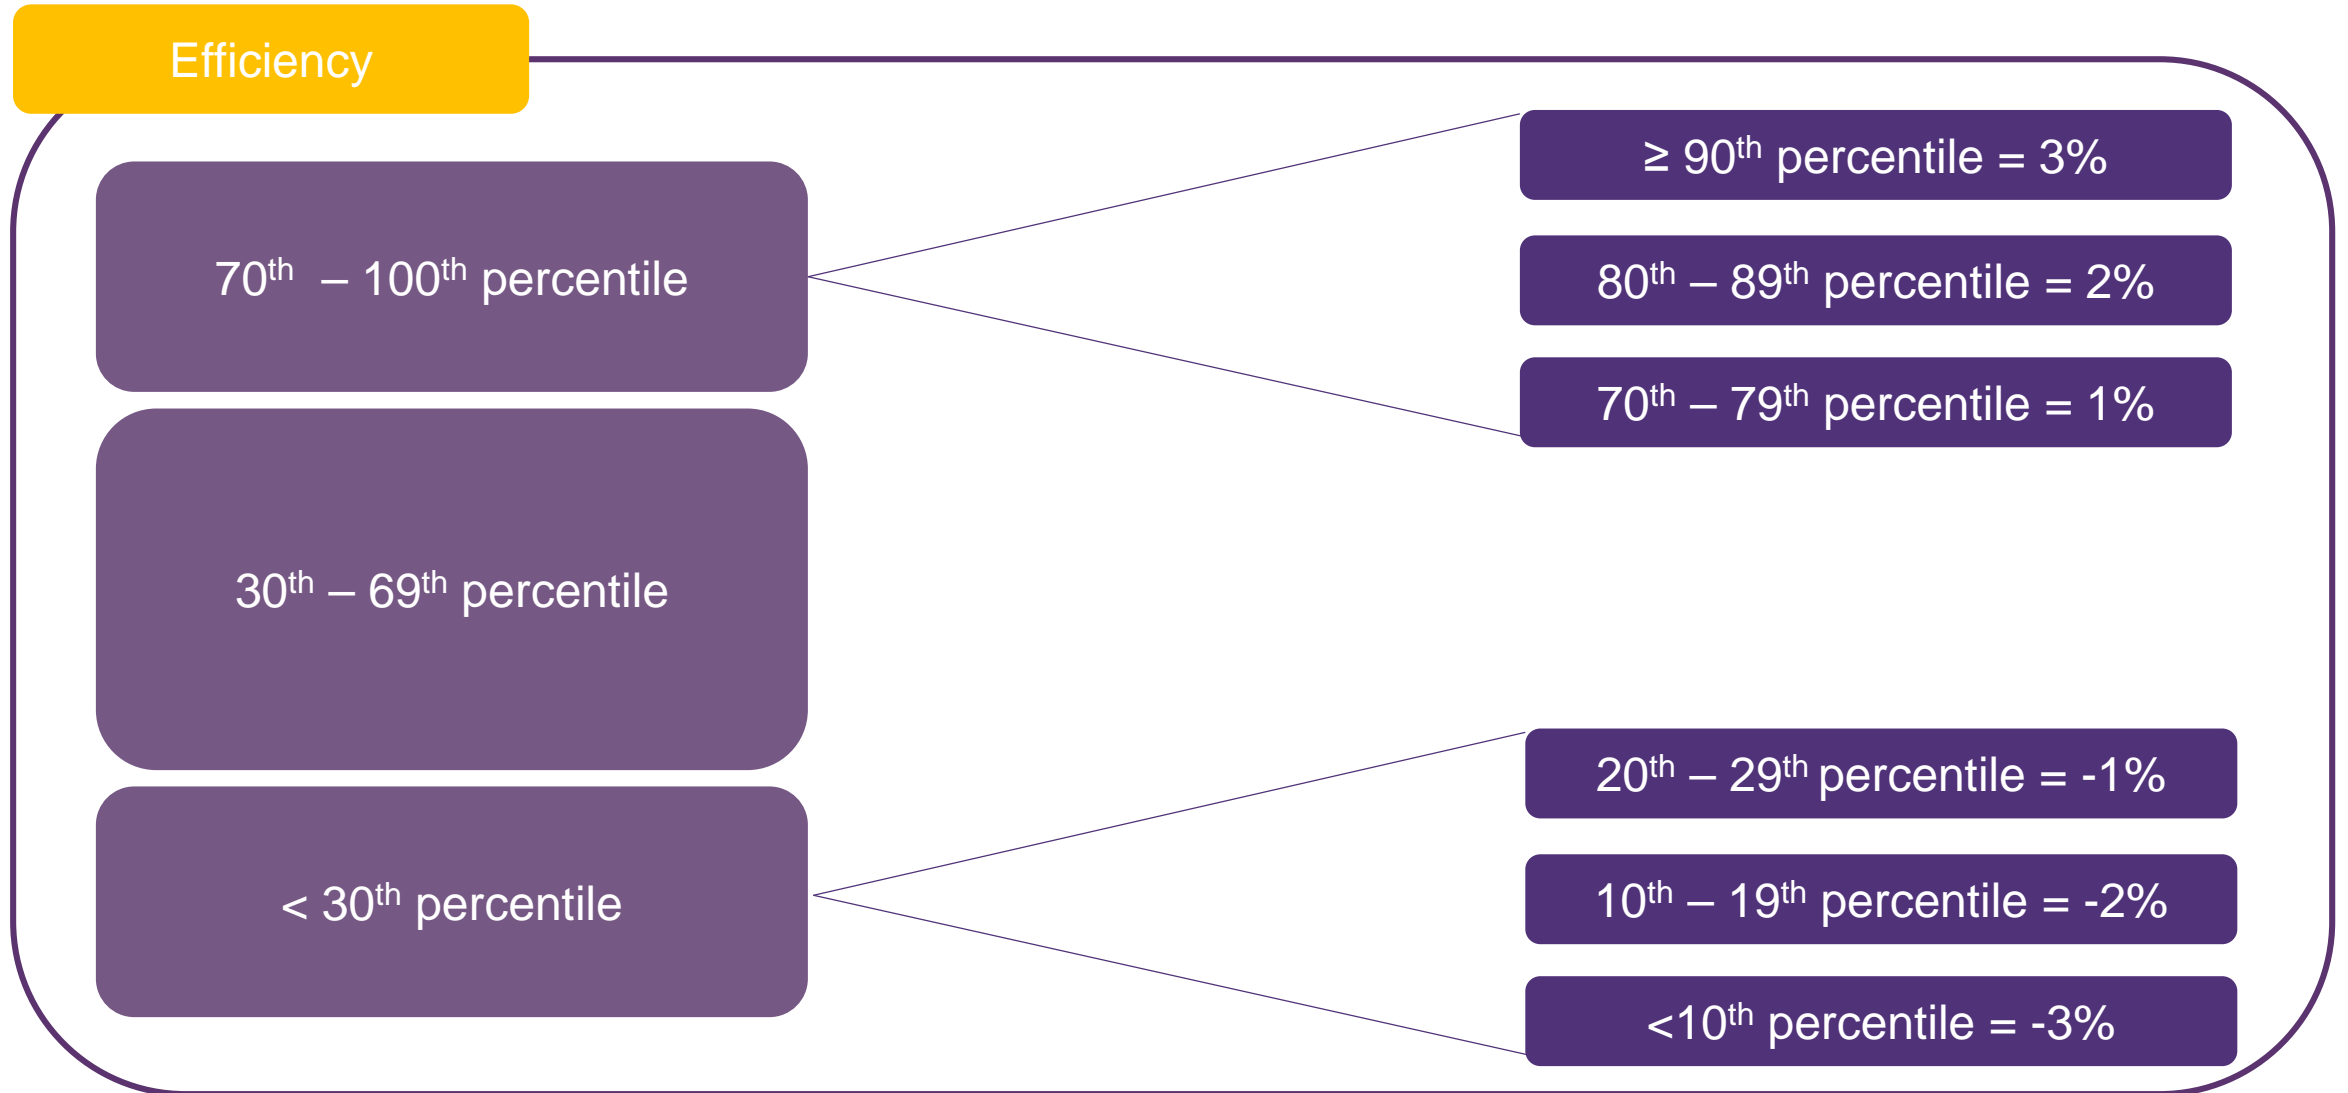 Efficiency
70th – 100th percentile
≥ 90th percentile = 3%
80th – 89th percentile = 2%
70th – 79th percentile = 1%
30th – 69th percentile
< 30th percentile
20th – 29th percentile = -1%
10th – 19th percentile = -2%
<10th percentile = -3%